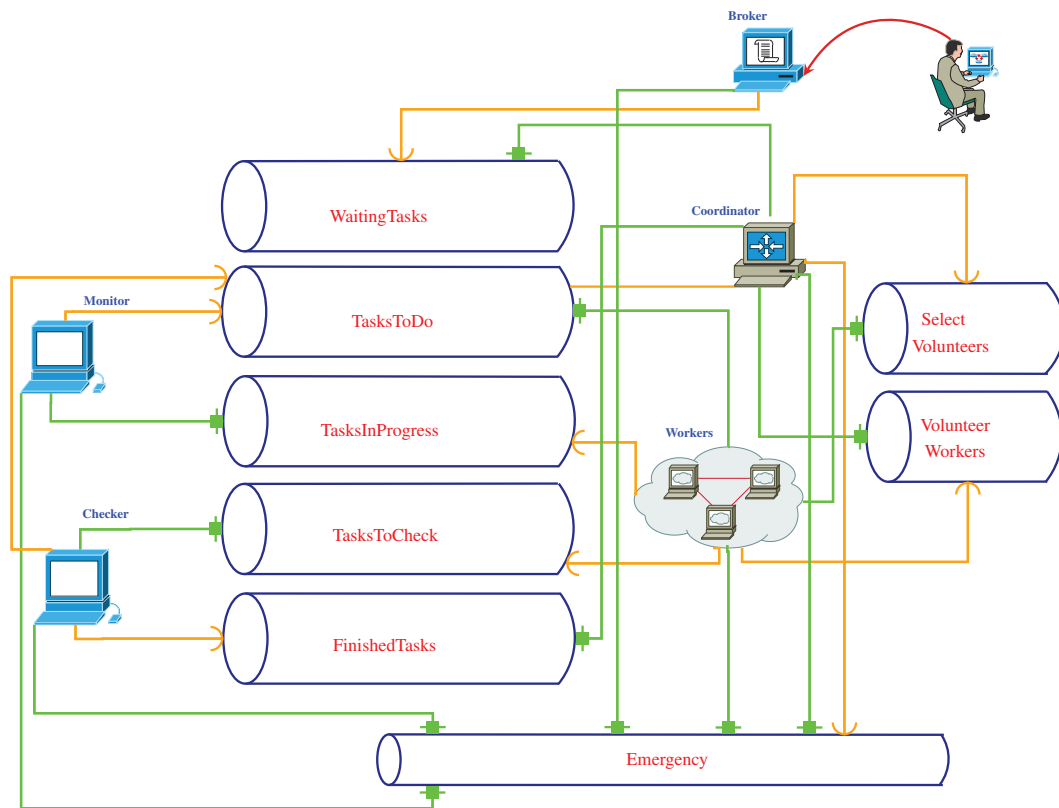 Broker
WaitingTasks
Coordinator
Monitor
TasksToDo
Select
Volunteers
TasksInProgress
Workers
Volunteer
Workers
Checker
TasksToCheck
FinishedTasks
Emergency